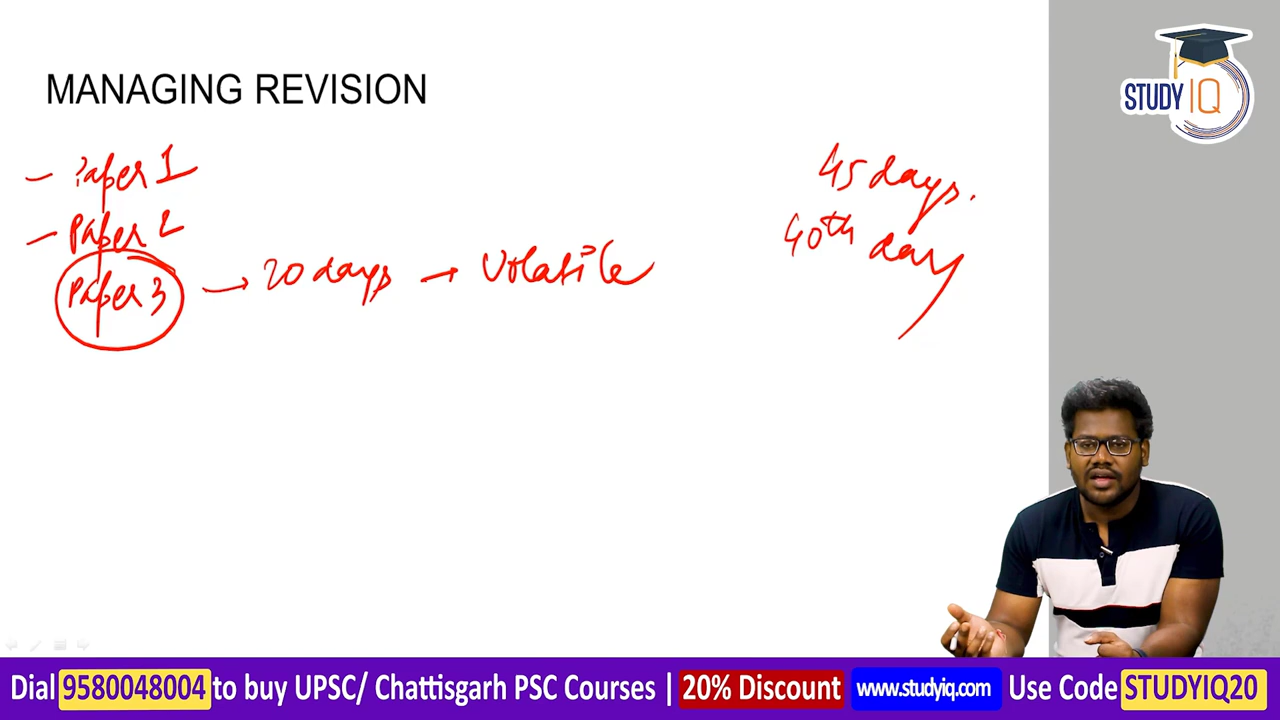 STUDY IQ
MANAGING REVISION
- Paper 1
- Paper 2
Paper 3 → 20 days → Volatile
45 days.
40th day
Dial 9580048004 to buy UPSC/ Chattisgarh PSC Courses | 20% Discount www.studyiq.com Use Code STUDYIQ20